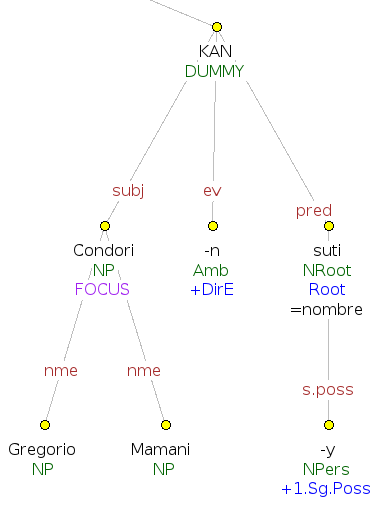 KAN
DUMMY
subj ev pred
Condori -n suti
NP Amb NRoot
FOCUS +DirE Root
=nombre
nme nme s.poss
Gregorio Mamani -y
NP NP NPers
+1.Sg.Poss